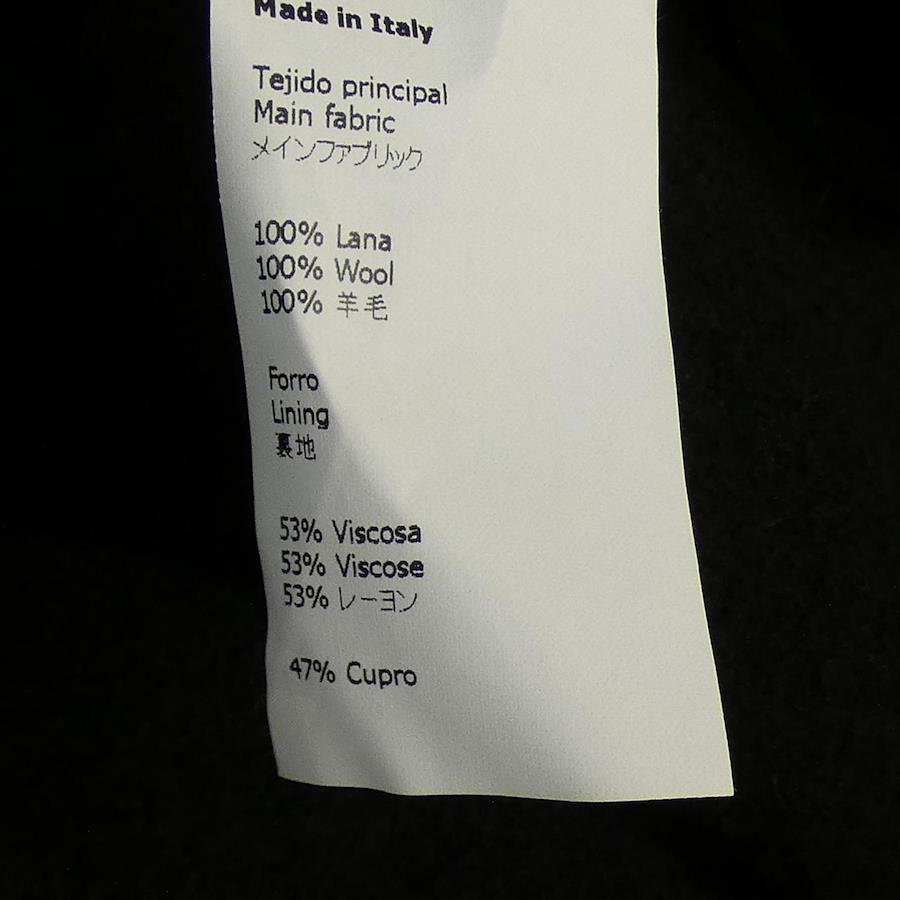 Made in Italy
Tejido principal
Main fabric
メインファブリック
100% Lana
100% Wool
100% 羊毛
Forro
Lining
裏地
53% Viscosa
53% Viscose
53% レーヨン
47% Cupro